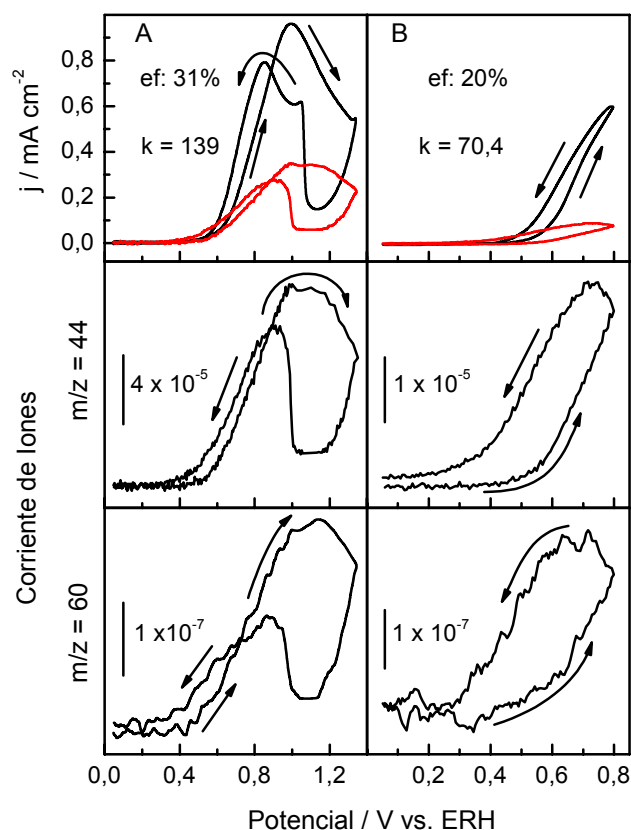 A
B
ef: 31%
ef: 20%
k = 139
k = 70,4
j / mA cm⁻²
1,0
0,8
0,6
0,4
0,2
0,0
m/z = 44
4 x 10⁻⁵
1 x 10⁻⁵
Corriente de Iones
m/z = 60
1 x10⁻⁷
1 x 10⁻⁷
0,0 0,4 0,8 1,2 0,2 0,4 0,6 0,8
Potencial / V vs. ERH